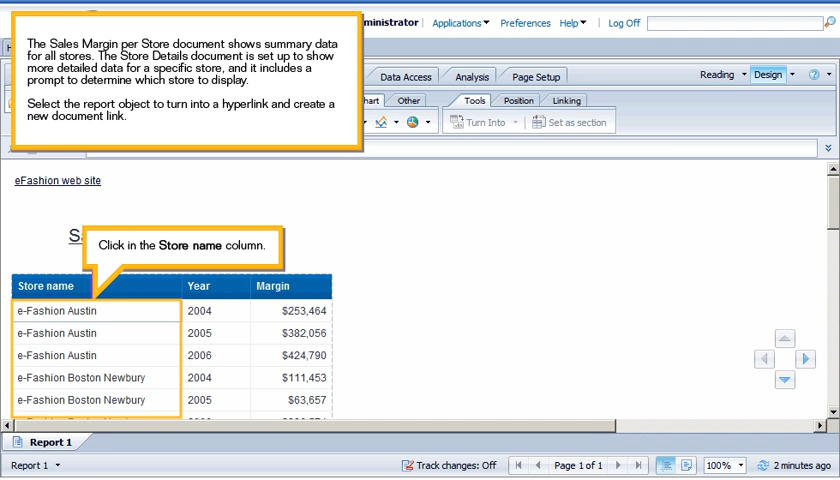 The Sales Margin per Store document shows summary data
for all stores. The Store Details document is set up to show
more detailed data for a specific store, and it includes a
prompt to determine which store to display.
Select the report object to turn into a hyperlink and create a
new document link.
ministrator Applications Preferences Help Log Off
Data Access Analysis Page Setup Reading Design
Other Tools Position Linking
Turn Into Set as section
eFashion web site
Click in the Store name column.
Store name Year Margin
e-Fashion Austin 2004 $253,464
e-Fashion Austin 2005 $382,056
e-Fashion Austin 2006 $424,790
e-Fashion Boston Newbury 2004 $111,453
e-Fashion Boston Newbury 2005 $63,657
Report 1
Report 1 Track changes: Off Page 1 of 1 100% 2 minutes ago